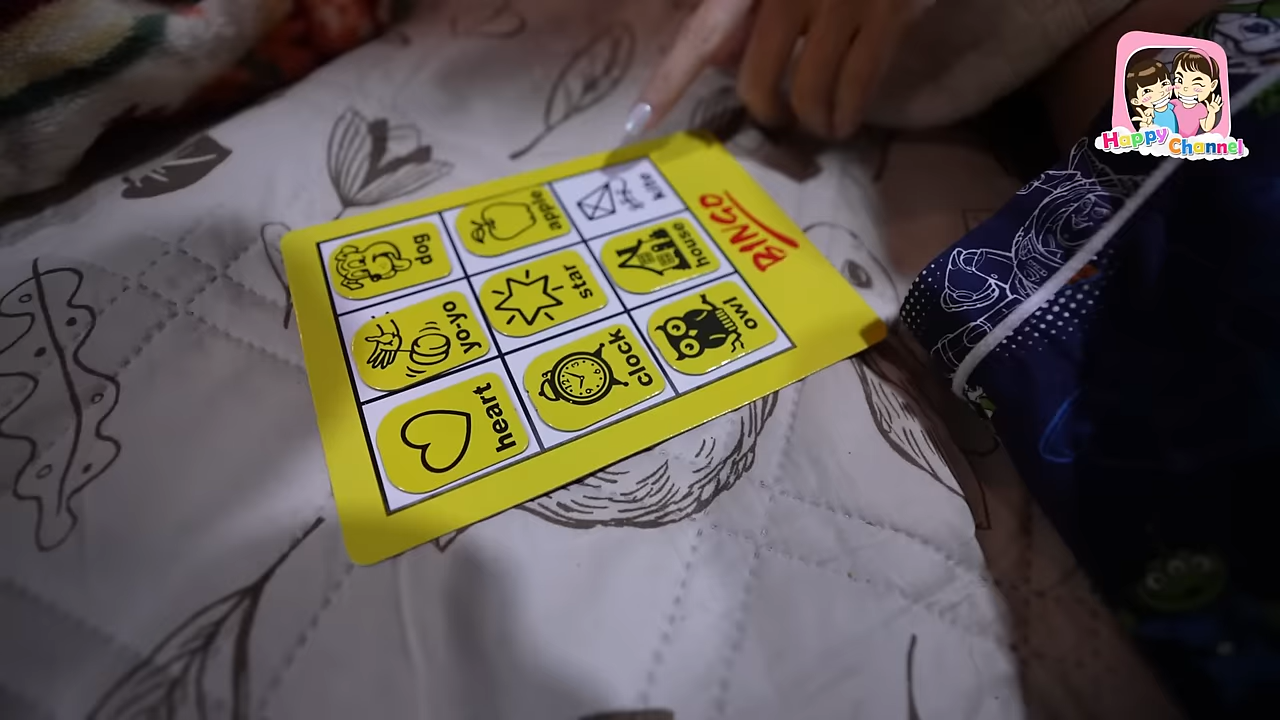 BINGO
kite
house
owl
apple
star
clock
dog
yo-yo
heart
Happy Channel